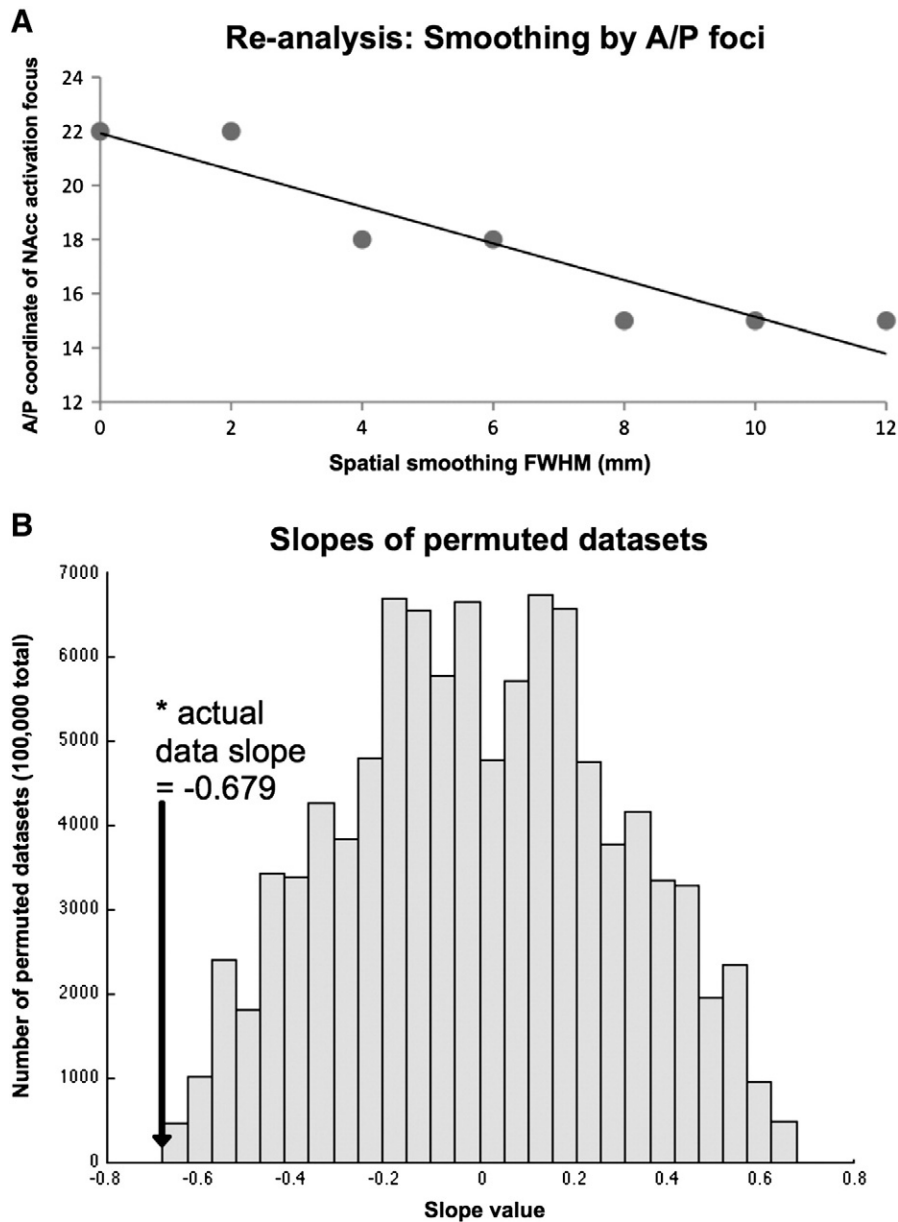 A
Re-analysis: Smoothing by A/P foci
A/P coordinate of NAcc activation focus
24
22
20
18
16
14
12
0 2 4 6 8 10 12
Spatial smoothing FWHM (mm)
B
Slopes of permuted datasets
Number of permuted datasets (100,000 total)
7000
6000
5000
4000
3000
2000
1000
0
* actual
data slope
= -0.679
-0.8 -0.6 -0.4 -0.2 0 0.2 0.4 0.6 0.8
Slope value